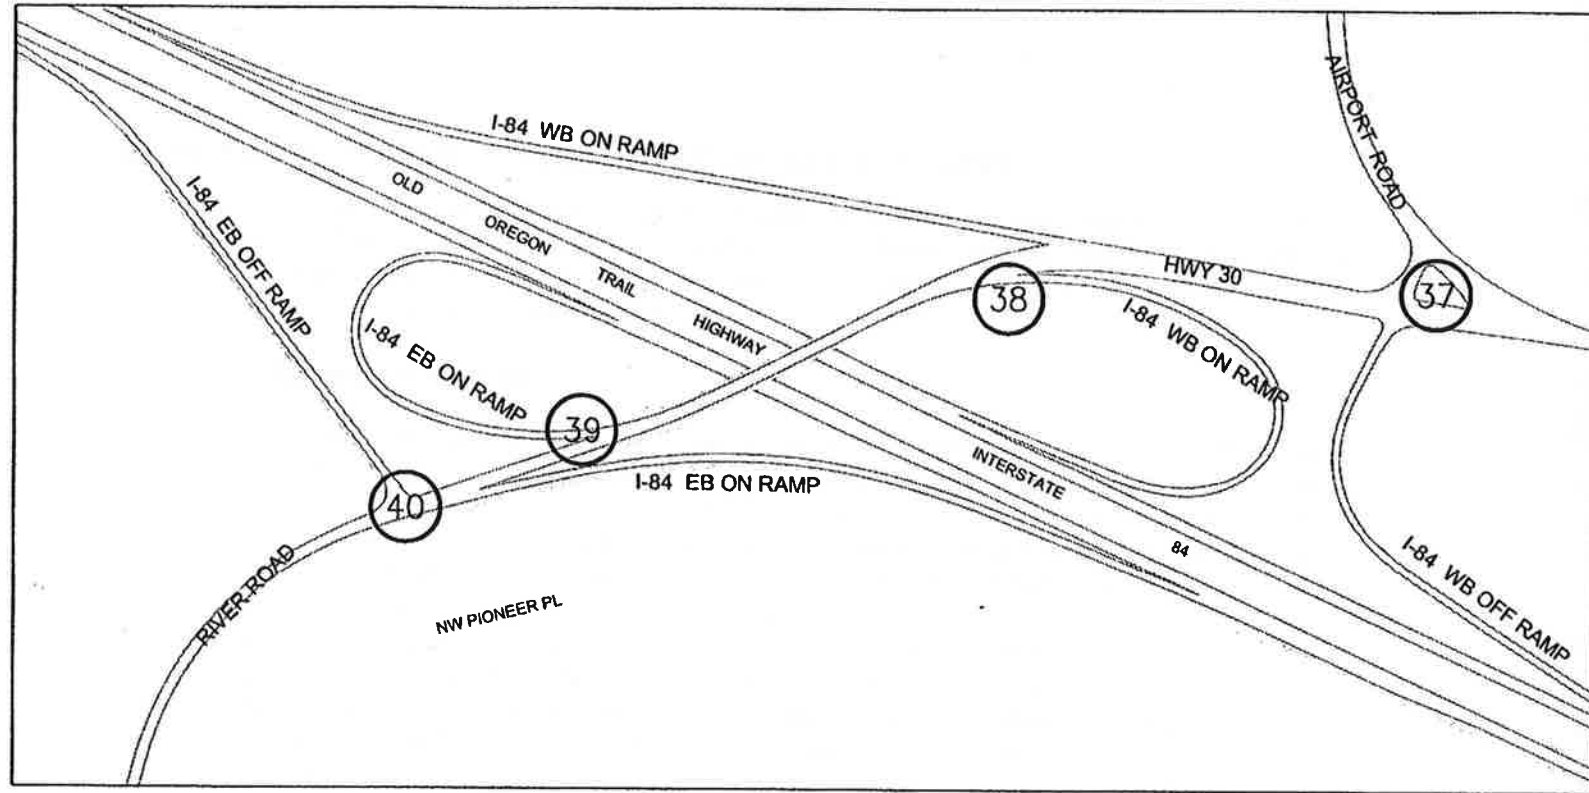 I-84 WB ON RAMP
AIRPORT ROAD
OLD
OREGON
TRAIL
HIGHWAY
INTERSTATE
84
I-84 EB OFF RAMP
HWY 30
37
38
I-84 WB ON RAMP
I-84 EB ON RAMP
39
I-84 EB ON RAMP
40
RIVER ROAD
NW PIONEER PL
I-84 WB OFF RAMP